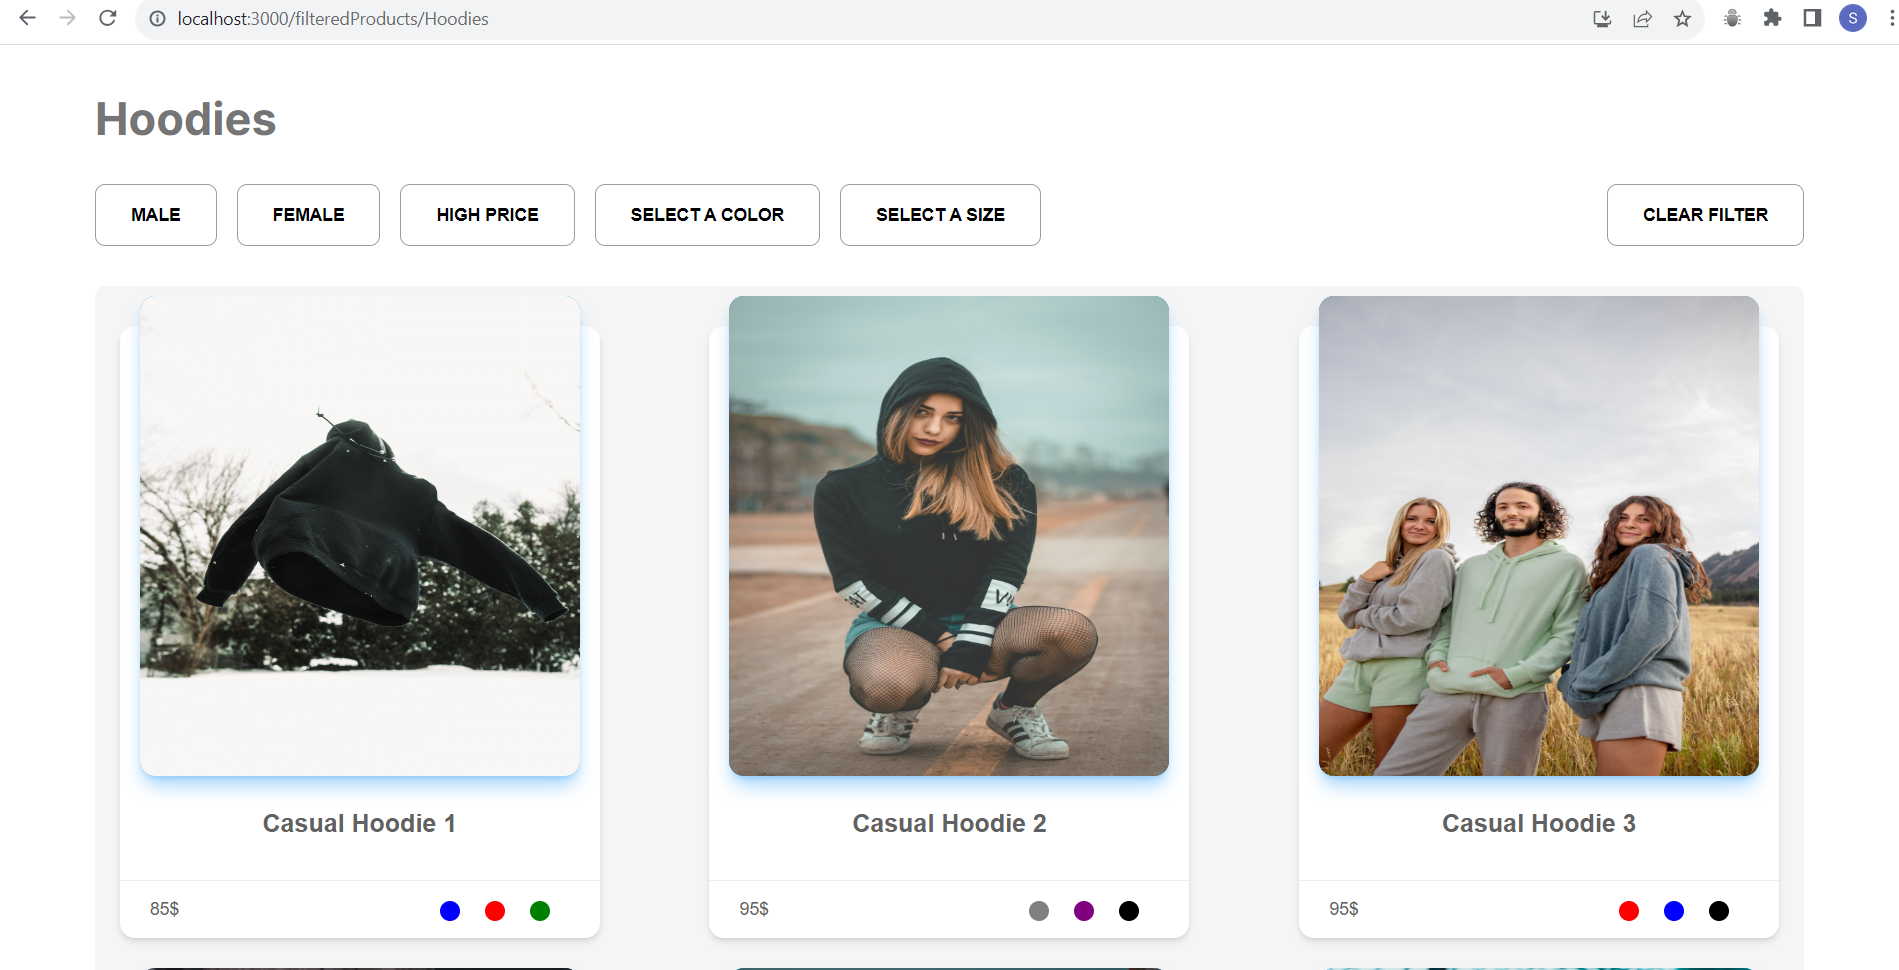 localhost:3000/filteredProducts/Hoodies
S
Hoodies
MALE FEMALE HIGH PRICE SELECT A COLOR SELECT A SIZE CLEAR FILTER
Casual Hoodie 1 Casual Hoodie 2 Casual Hoodie 3
85$ 95$ 95$